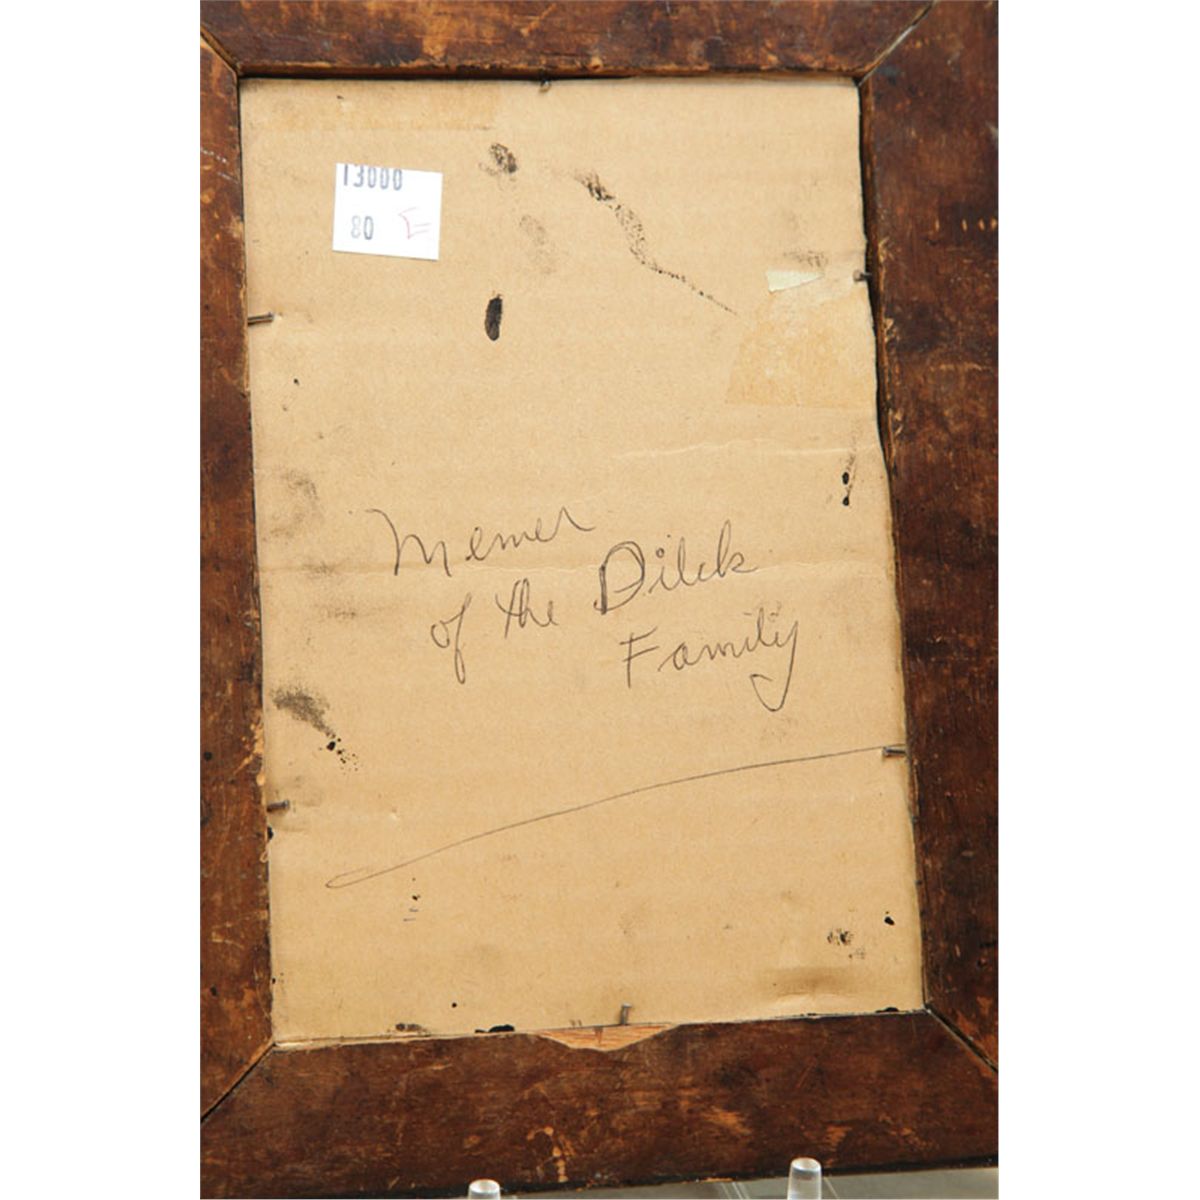 13000
80 E
Memer
of the Dilck
Family